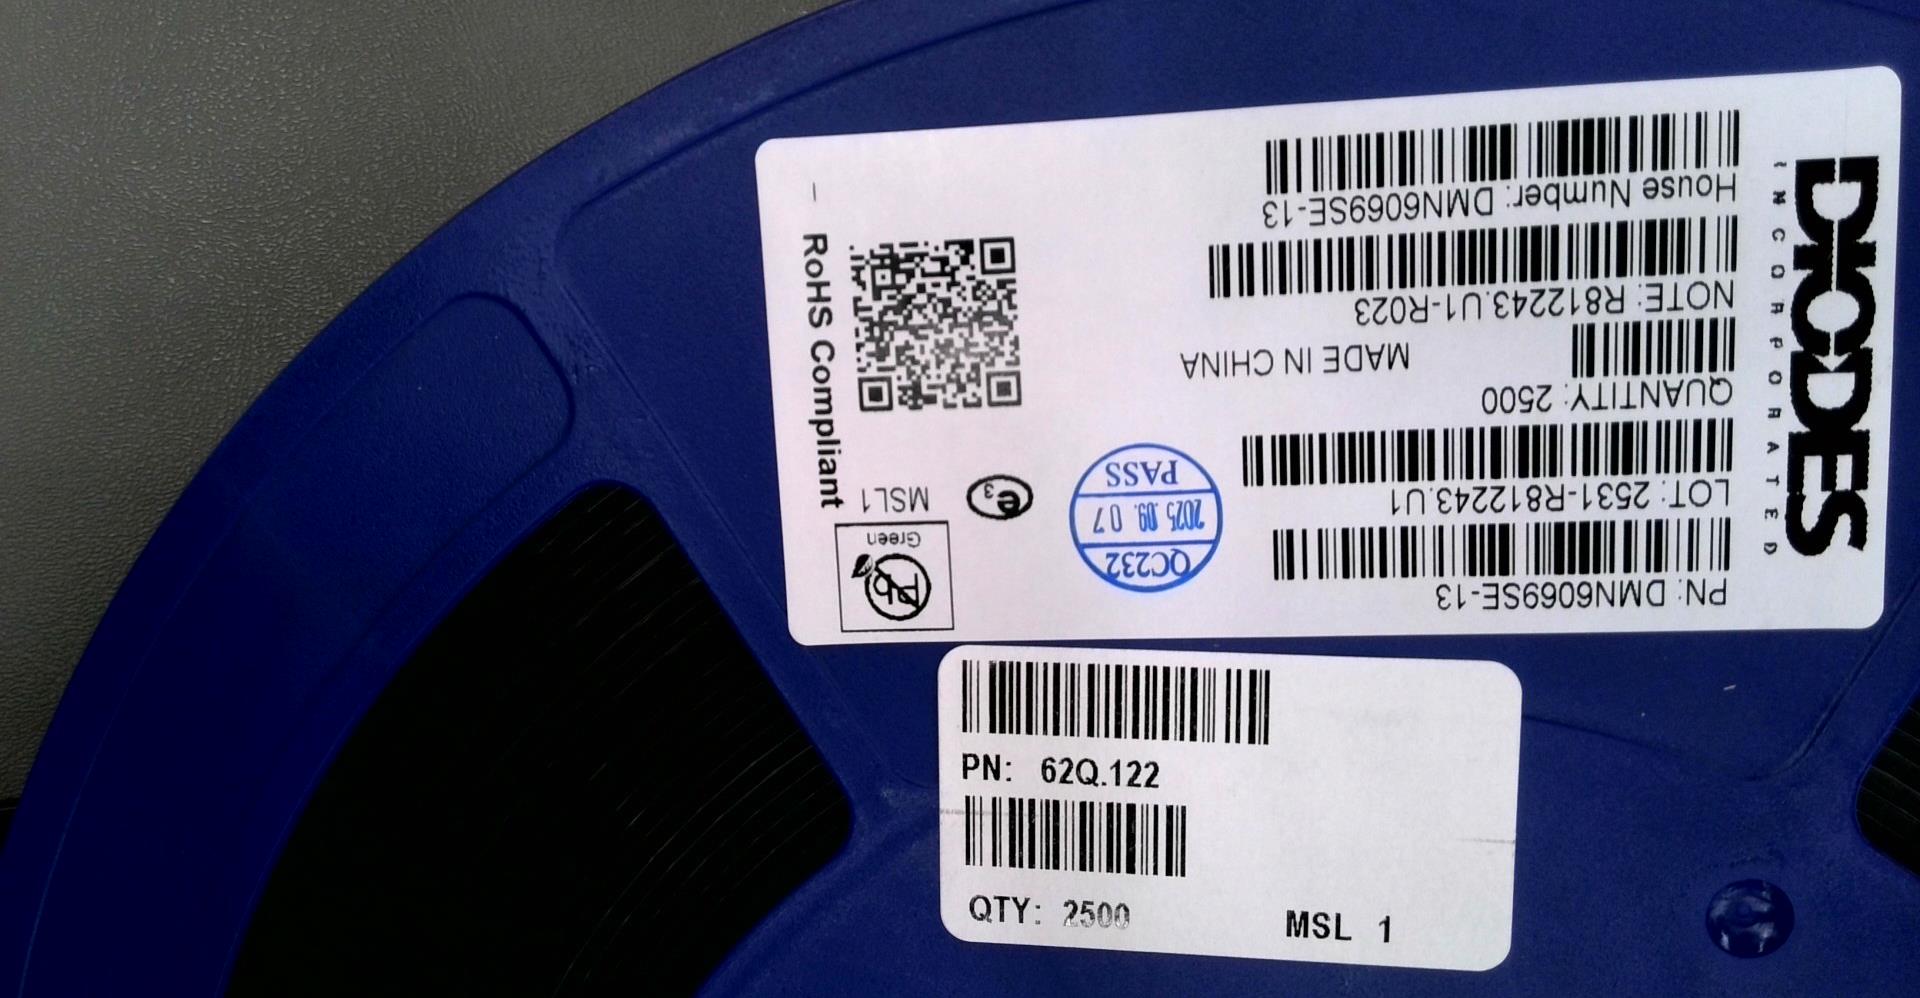 DIODES
INCORPORATED
PN: DMN6069SE-13
LOT: 2531-R812243.U1
QUANTITY: 2500
MADE IN CHINA
NOTE: R812243.U1-R023
House Number: DMN6069SE-13
QC232
2025.09.07
PASS
Pb
Green
e3
MSL1
RoHS Compliant
PN: 62Q.122
QTY: 2500
MSL 1